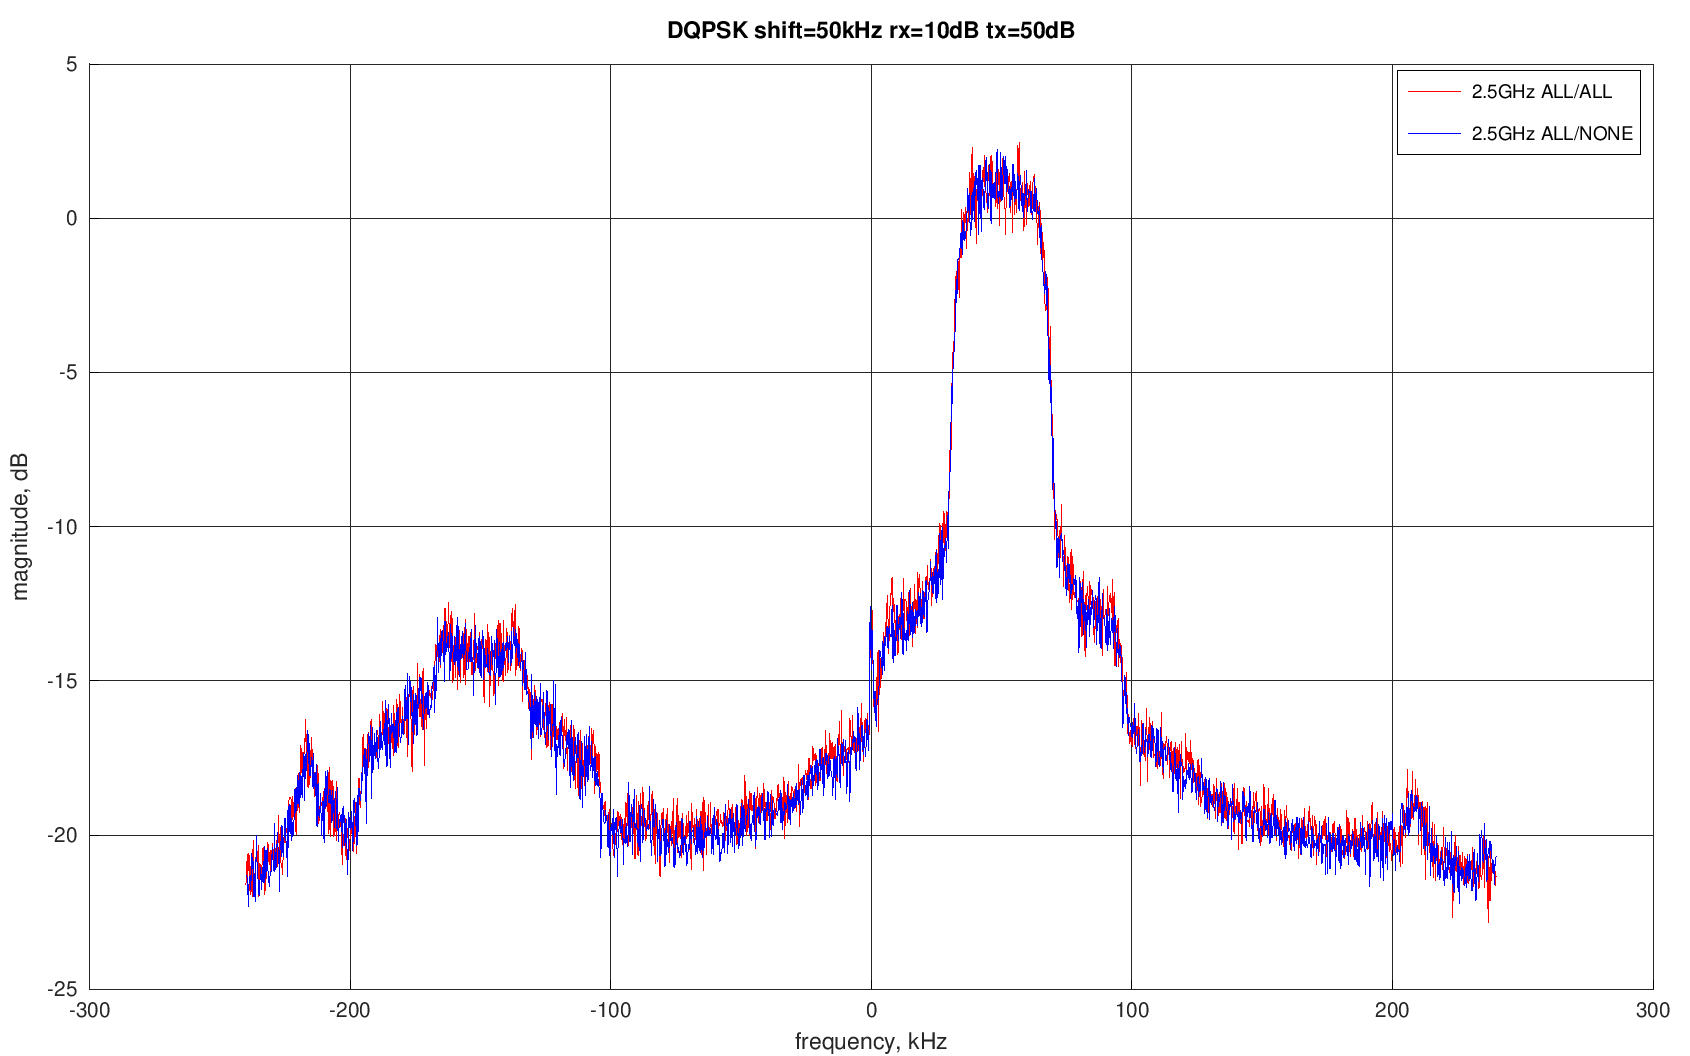 DQPSK shift=50kHz rx=10dB tx=50dB
5
2.5GHz ALL/ALL
2.5GHz ALL/NONE
0
-5
magnitude, dB
-10
-15
-20
-25
-300 -200 -100 0 100 200 300
frequency, kHz